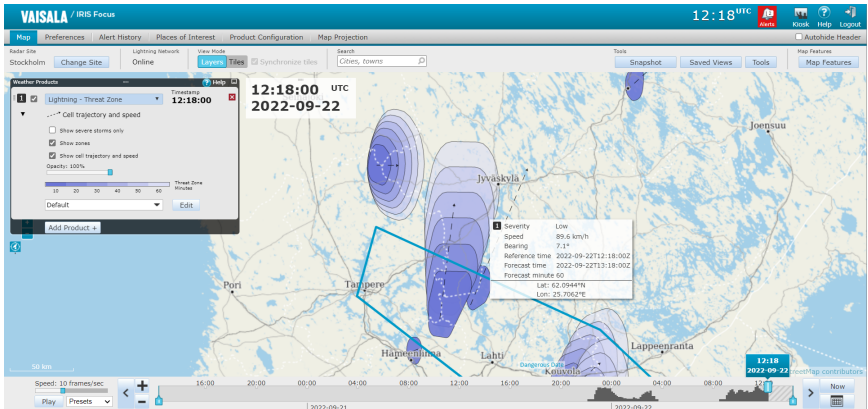 VAISALA / IRIS Focus
12:18 UTC
Alerts
Kiosk Help Logout
Map Preferences Alert History Places of Interest Product Configuration Map Projection
Autohide Header
Radar Site Lightning Network View Mode Search Tools Map Features
Stockholm Change Site Online Layers Tiles Synchronize tiles Cities, towns Snapshot Saved Views Tools Map Features
Weather Products Help
Timestamp
1 Lightning - Threat Zone 12:18:00
Cell trajectory and speed
Show severe storms only
Show zones
Show cell trajectory and speed
Opacity: 100%
10 20 30 40 50 60 Threat Zone Minutes
Default Edit
Add Product +
12:18:00 UTC
2022-09-22
Joensuu
Jyväskylä
1 Severity Low
Speed 89.6 km/h
Bearing 7.1°
Reference time 2022-09-22T12:18:00Z
Forecast time 2022-09-22T13:18:00Z
Forecast minute 60
Lat: 62.0944°N
Lon: 25.7062°E
Pori
Tampere
Hämeenlinna
Lahti
Lappeenranta
Dangerous Data
Kouvola
50 km
12:18
2022-09-22
reetMap contributors
Speed: 10 frames/sec
Play Presets
16:00 20:00 00:00 04:00 08:00 12:00 16:00 20:00 00:00 04:00 08:00 12:00
2022-09-21 2022-09-22
Now